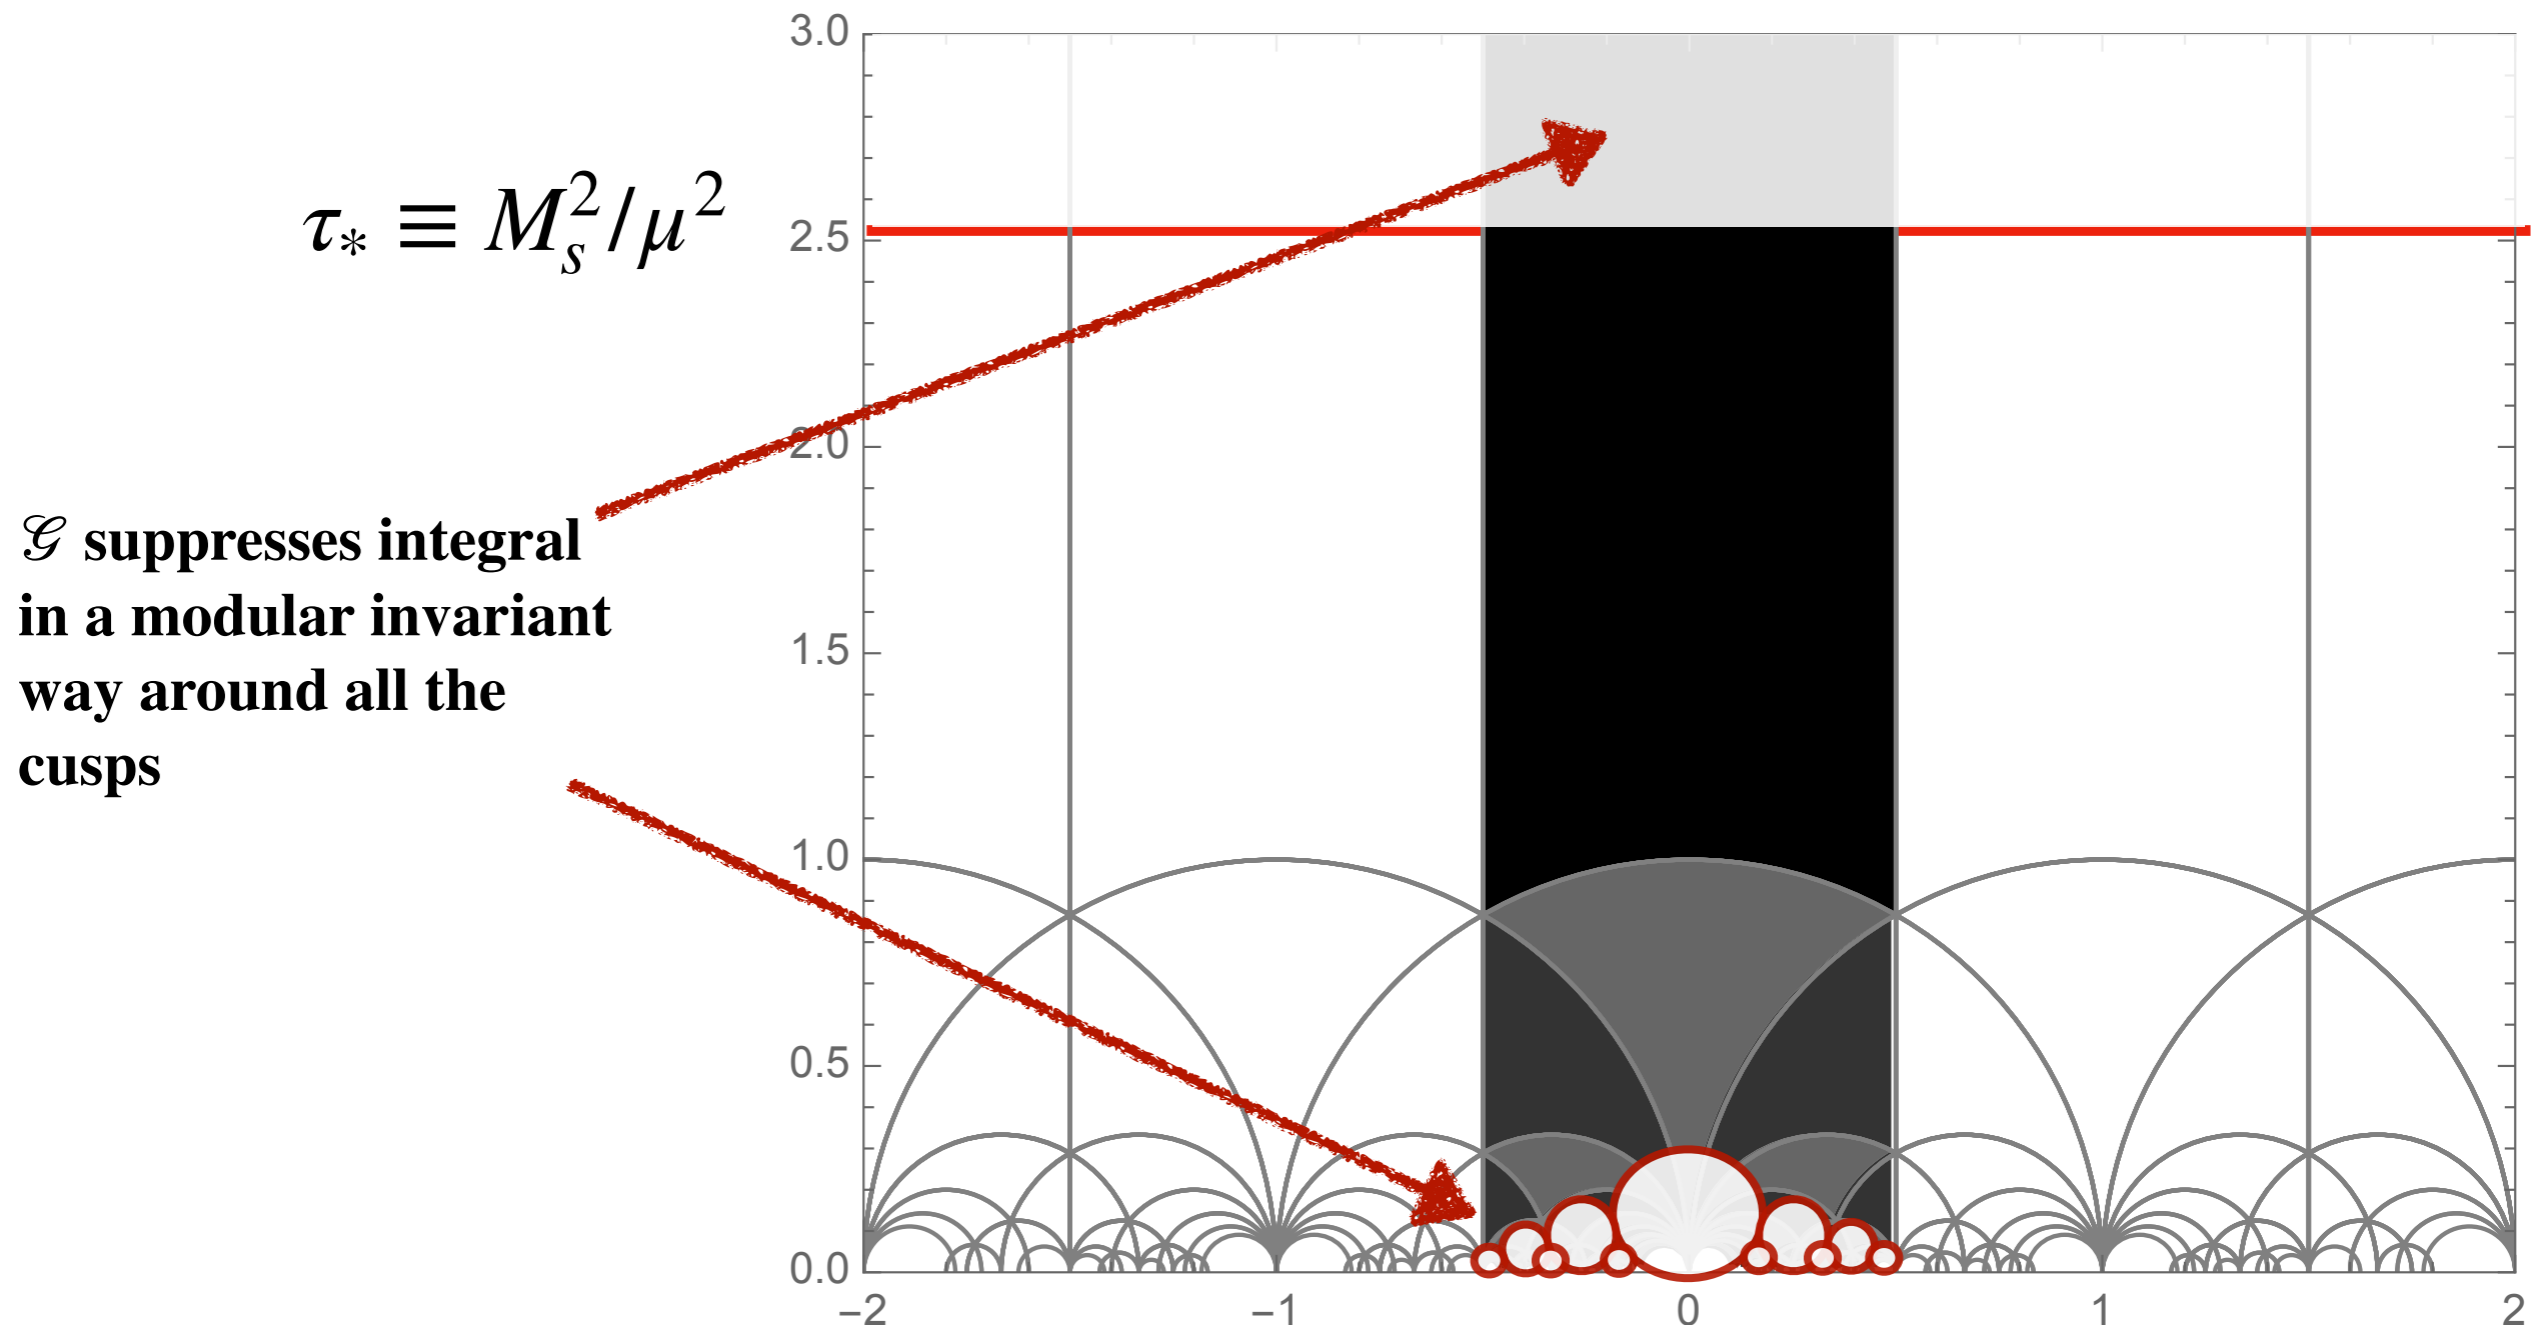 3.0
τ* ≡ M_s^2/μ^2
2.5
2.0
𝒢 suppresses integral
in a modular invariant
way around all the
cusps
1.5
1.0
0.5
0.0
−2 −1 0 1 2